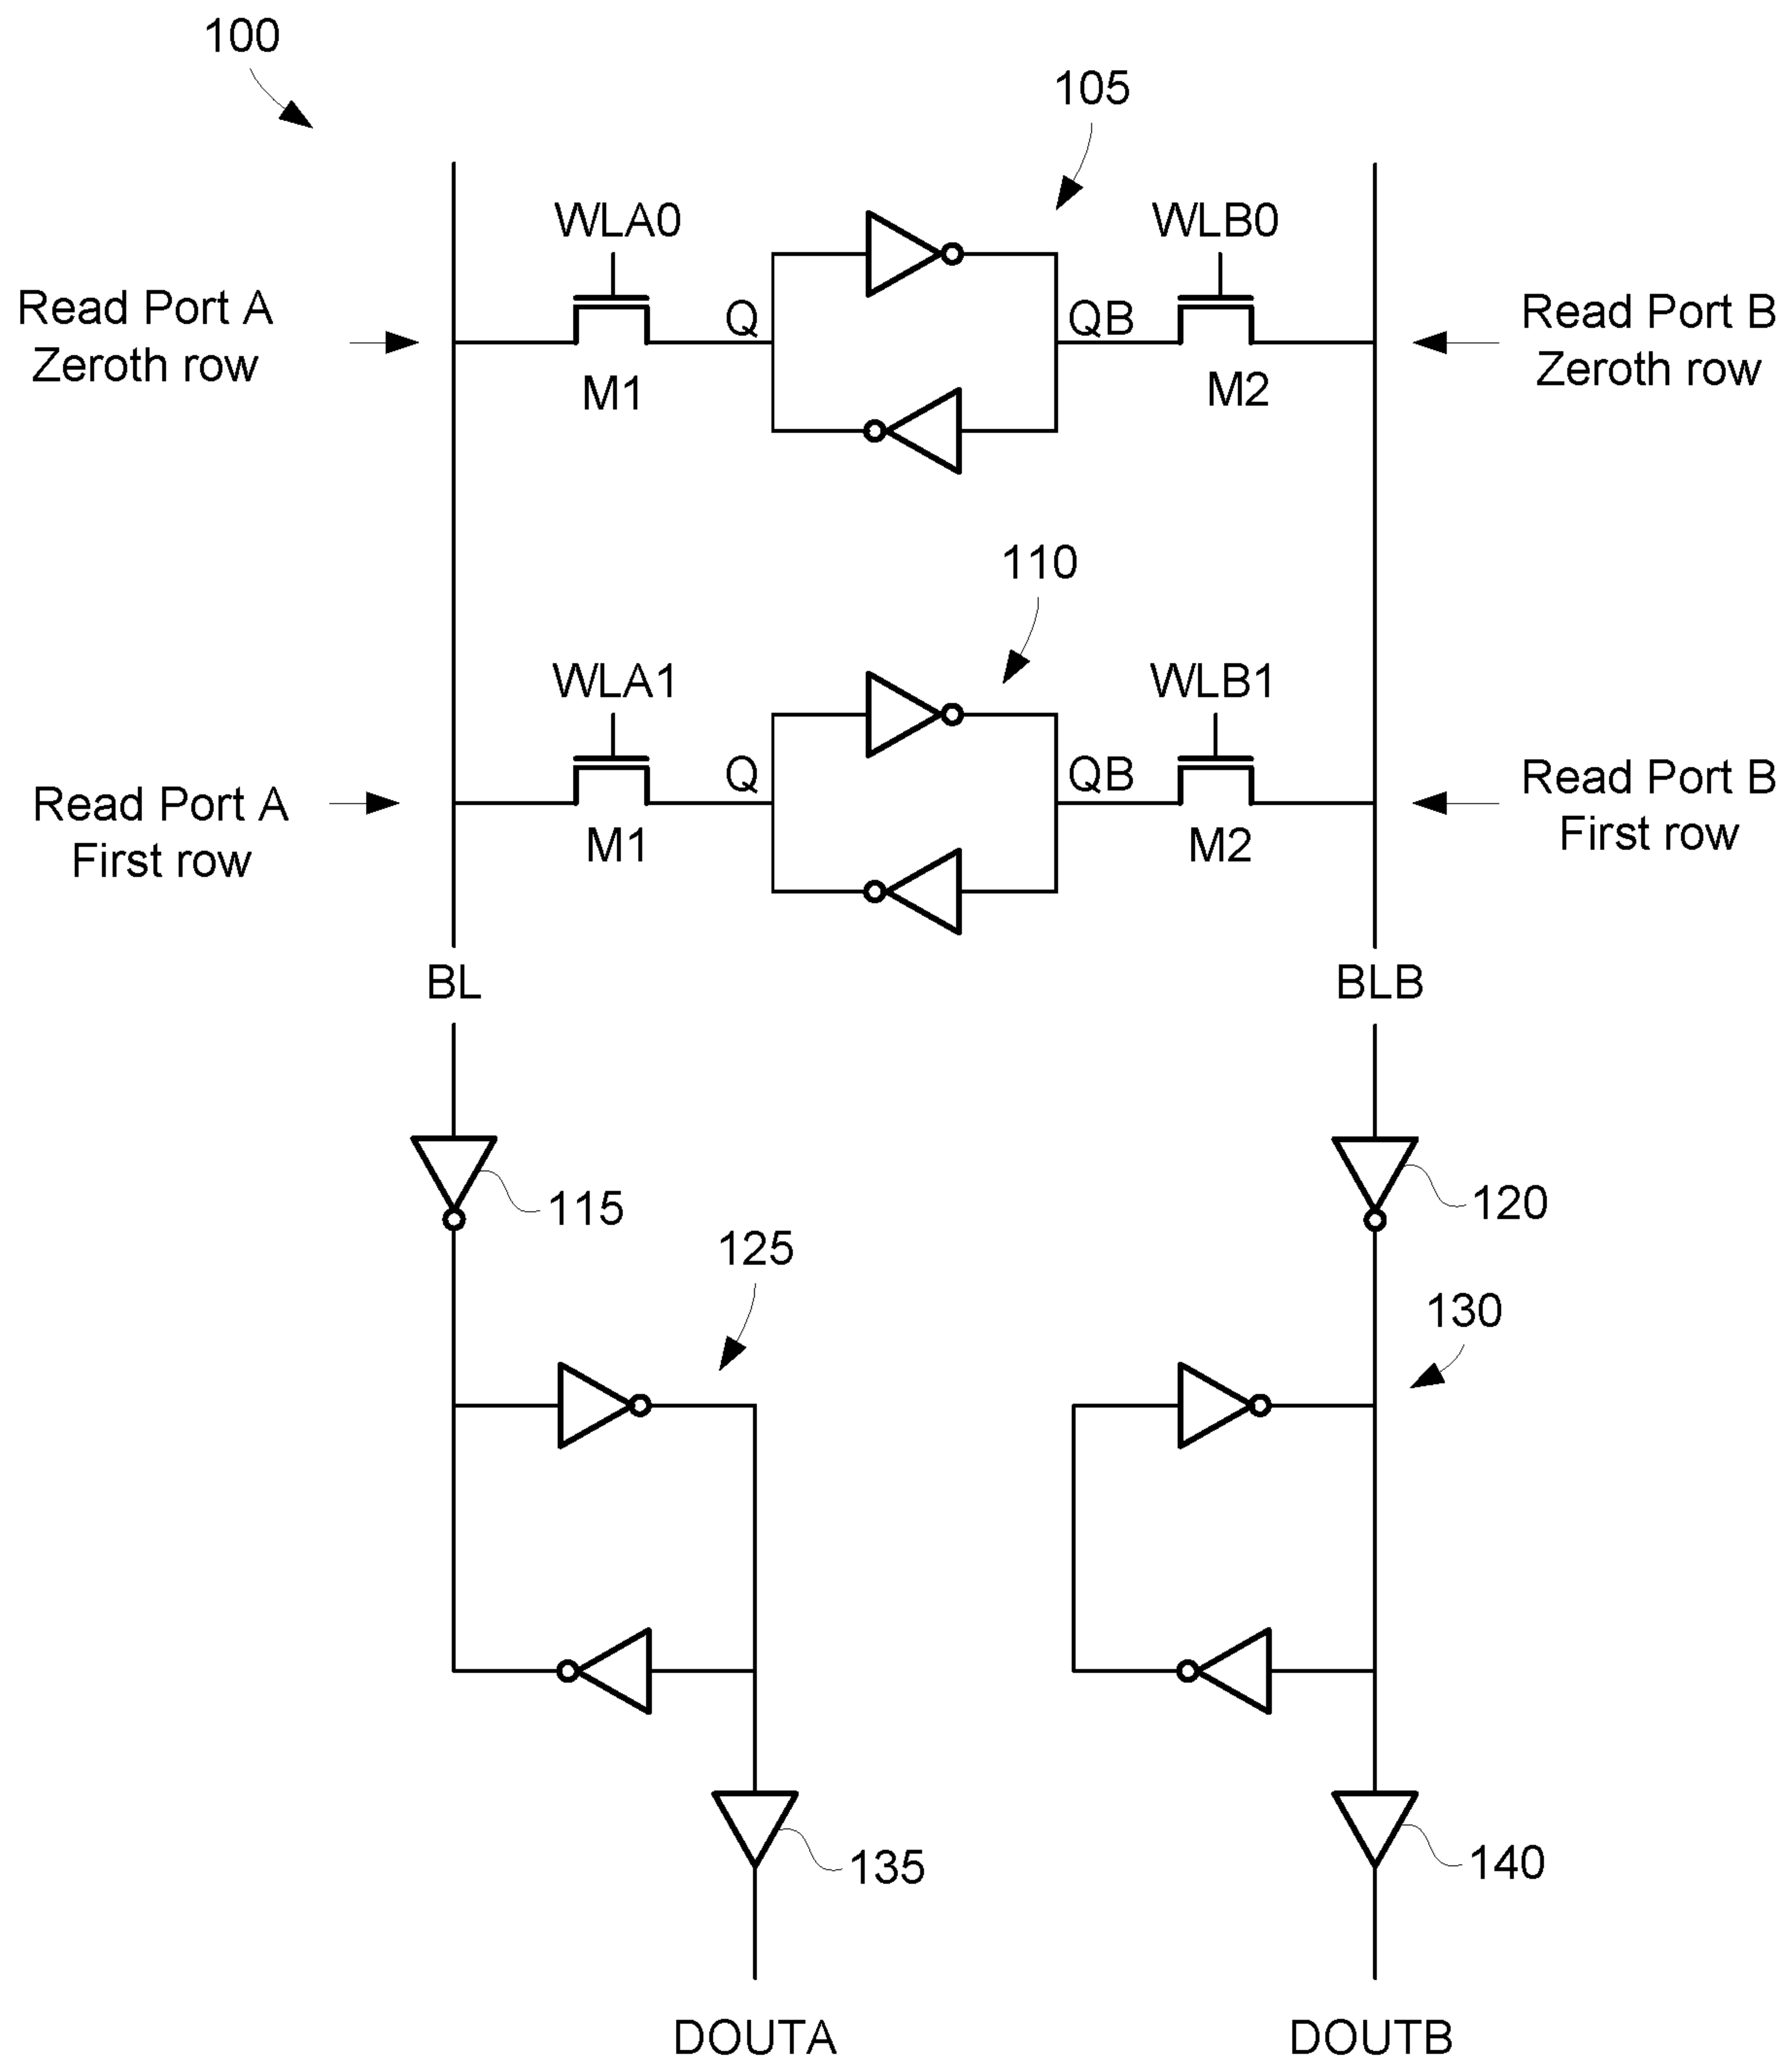 100
105
WLA0
WLB0
Read Port A
Zeroth row
Q
QB
Read Port B
Zeroth row
M1
M2
110
WLA1
WLB1
Read Port A
First row
Q
QB
Read Port B
First row
M1
M2
BL
BLB
115
120
125
130
135
140
DOUTA
DOUTB